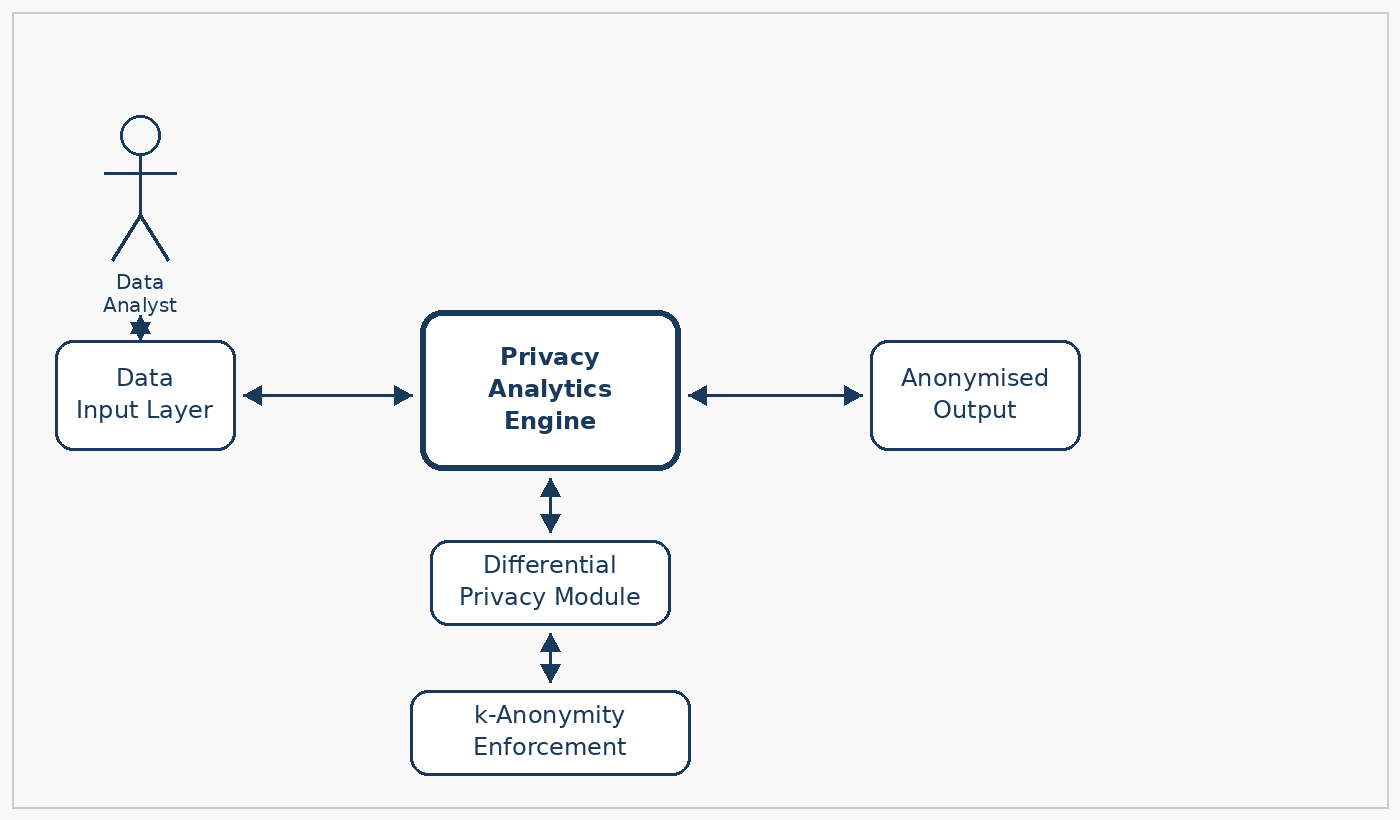 Data
Analyst
Data
Input Layer
Privacy
Analytics
Engine
Anonymised
Output
Differential
Privacy Module
k-Anonymity
Enforcement